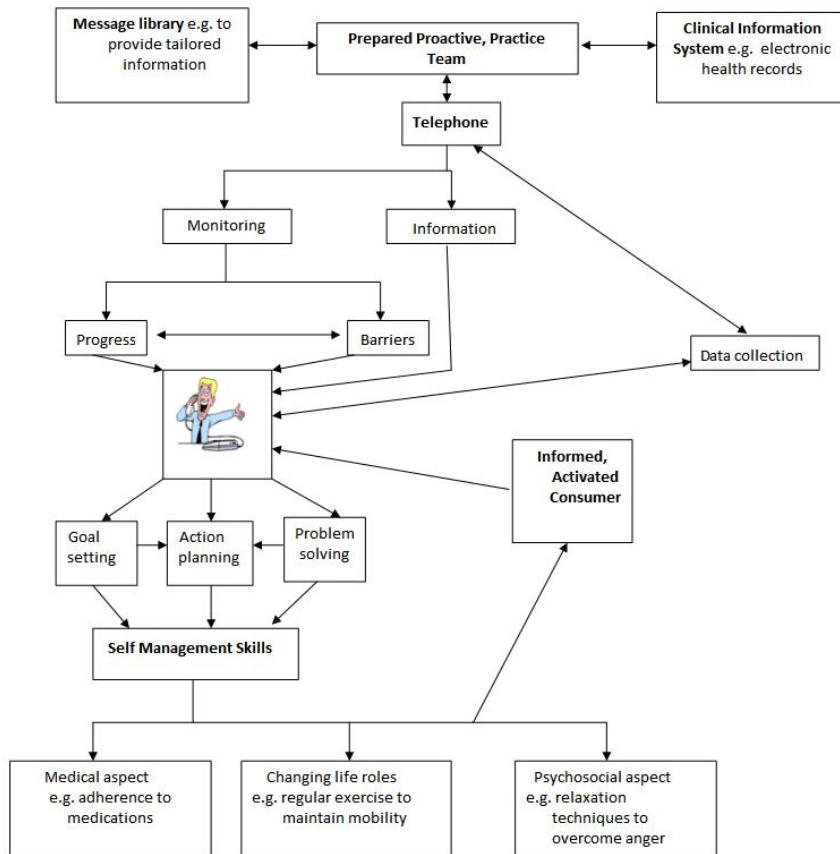 Message library e.g. to
provide tailored
information
Prepared Proactive, Practice
Team
Clinical Information
System e.g. electronic
health records
Telephone
Monitoring
Information
Progress
Barriers
Data collection
Informed,
Activated
Consumer
Goal
setting
Action
planning
Problem
solving
Self Management Skills
Medical aspect
e.g. adherence to
medications
Changing life roles
e.g. regular exercise to
maintain mobility
Psychosocial aspect
e.g. relaxation
techniques to
overcome anger